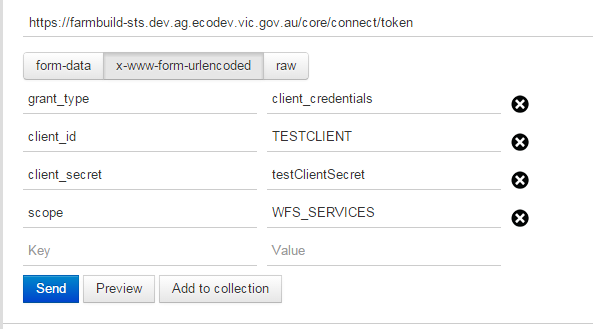 https://farmbuild-sts.dev.ag.ecodev.vic.gov.au/core/connect/token
form-data x-www-form-urlencoded raw
grant_type client_credentials
client_id TESTCLIENT
client_secret testClientSecret
scope WFS_SERVICES
Key Value
Send Preview Add to collection